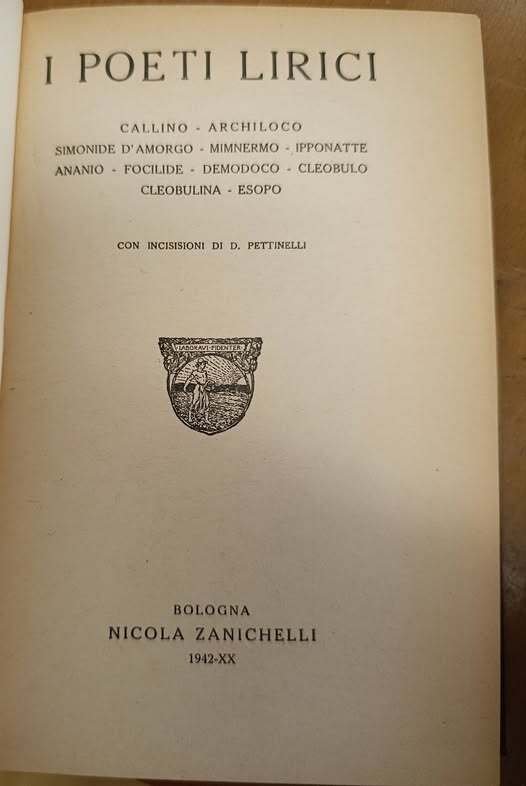 I POETI LIRICI
CALLINO - ARCHILOCO
SIMONIDE D'AMORGO - MIMNERMO - IPPONATTE
ANANIO - FOCILIDE - DEMODOCO - CLEOBULO
CLEOBULINA - ESOPO
CON INCISISIONI DI D. PETTINELLI
LABORAVI·FIDENTER
BOLOGNA
NICOLA ZANICHELLI
1942-XX